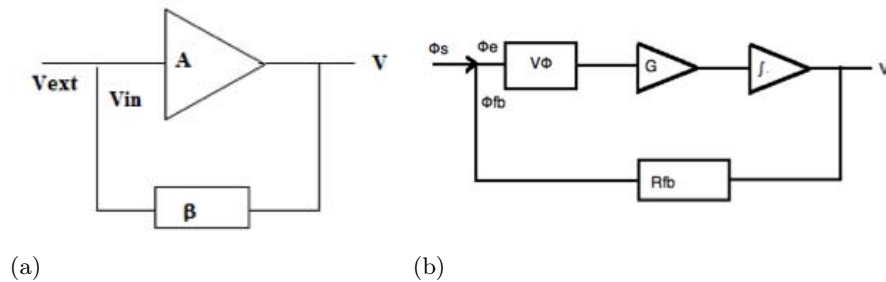 Vext
Vin
A
V
β
(a)
Φs
Φe
VΦ
G
∫.
V
Φfb
Rfb
(b)